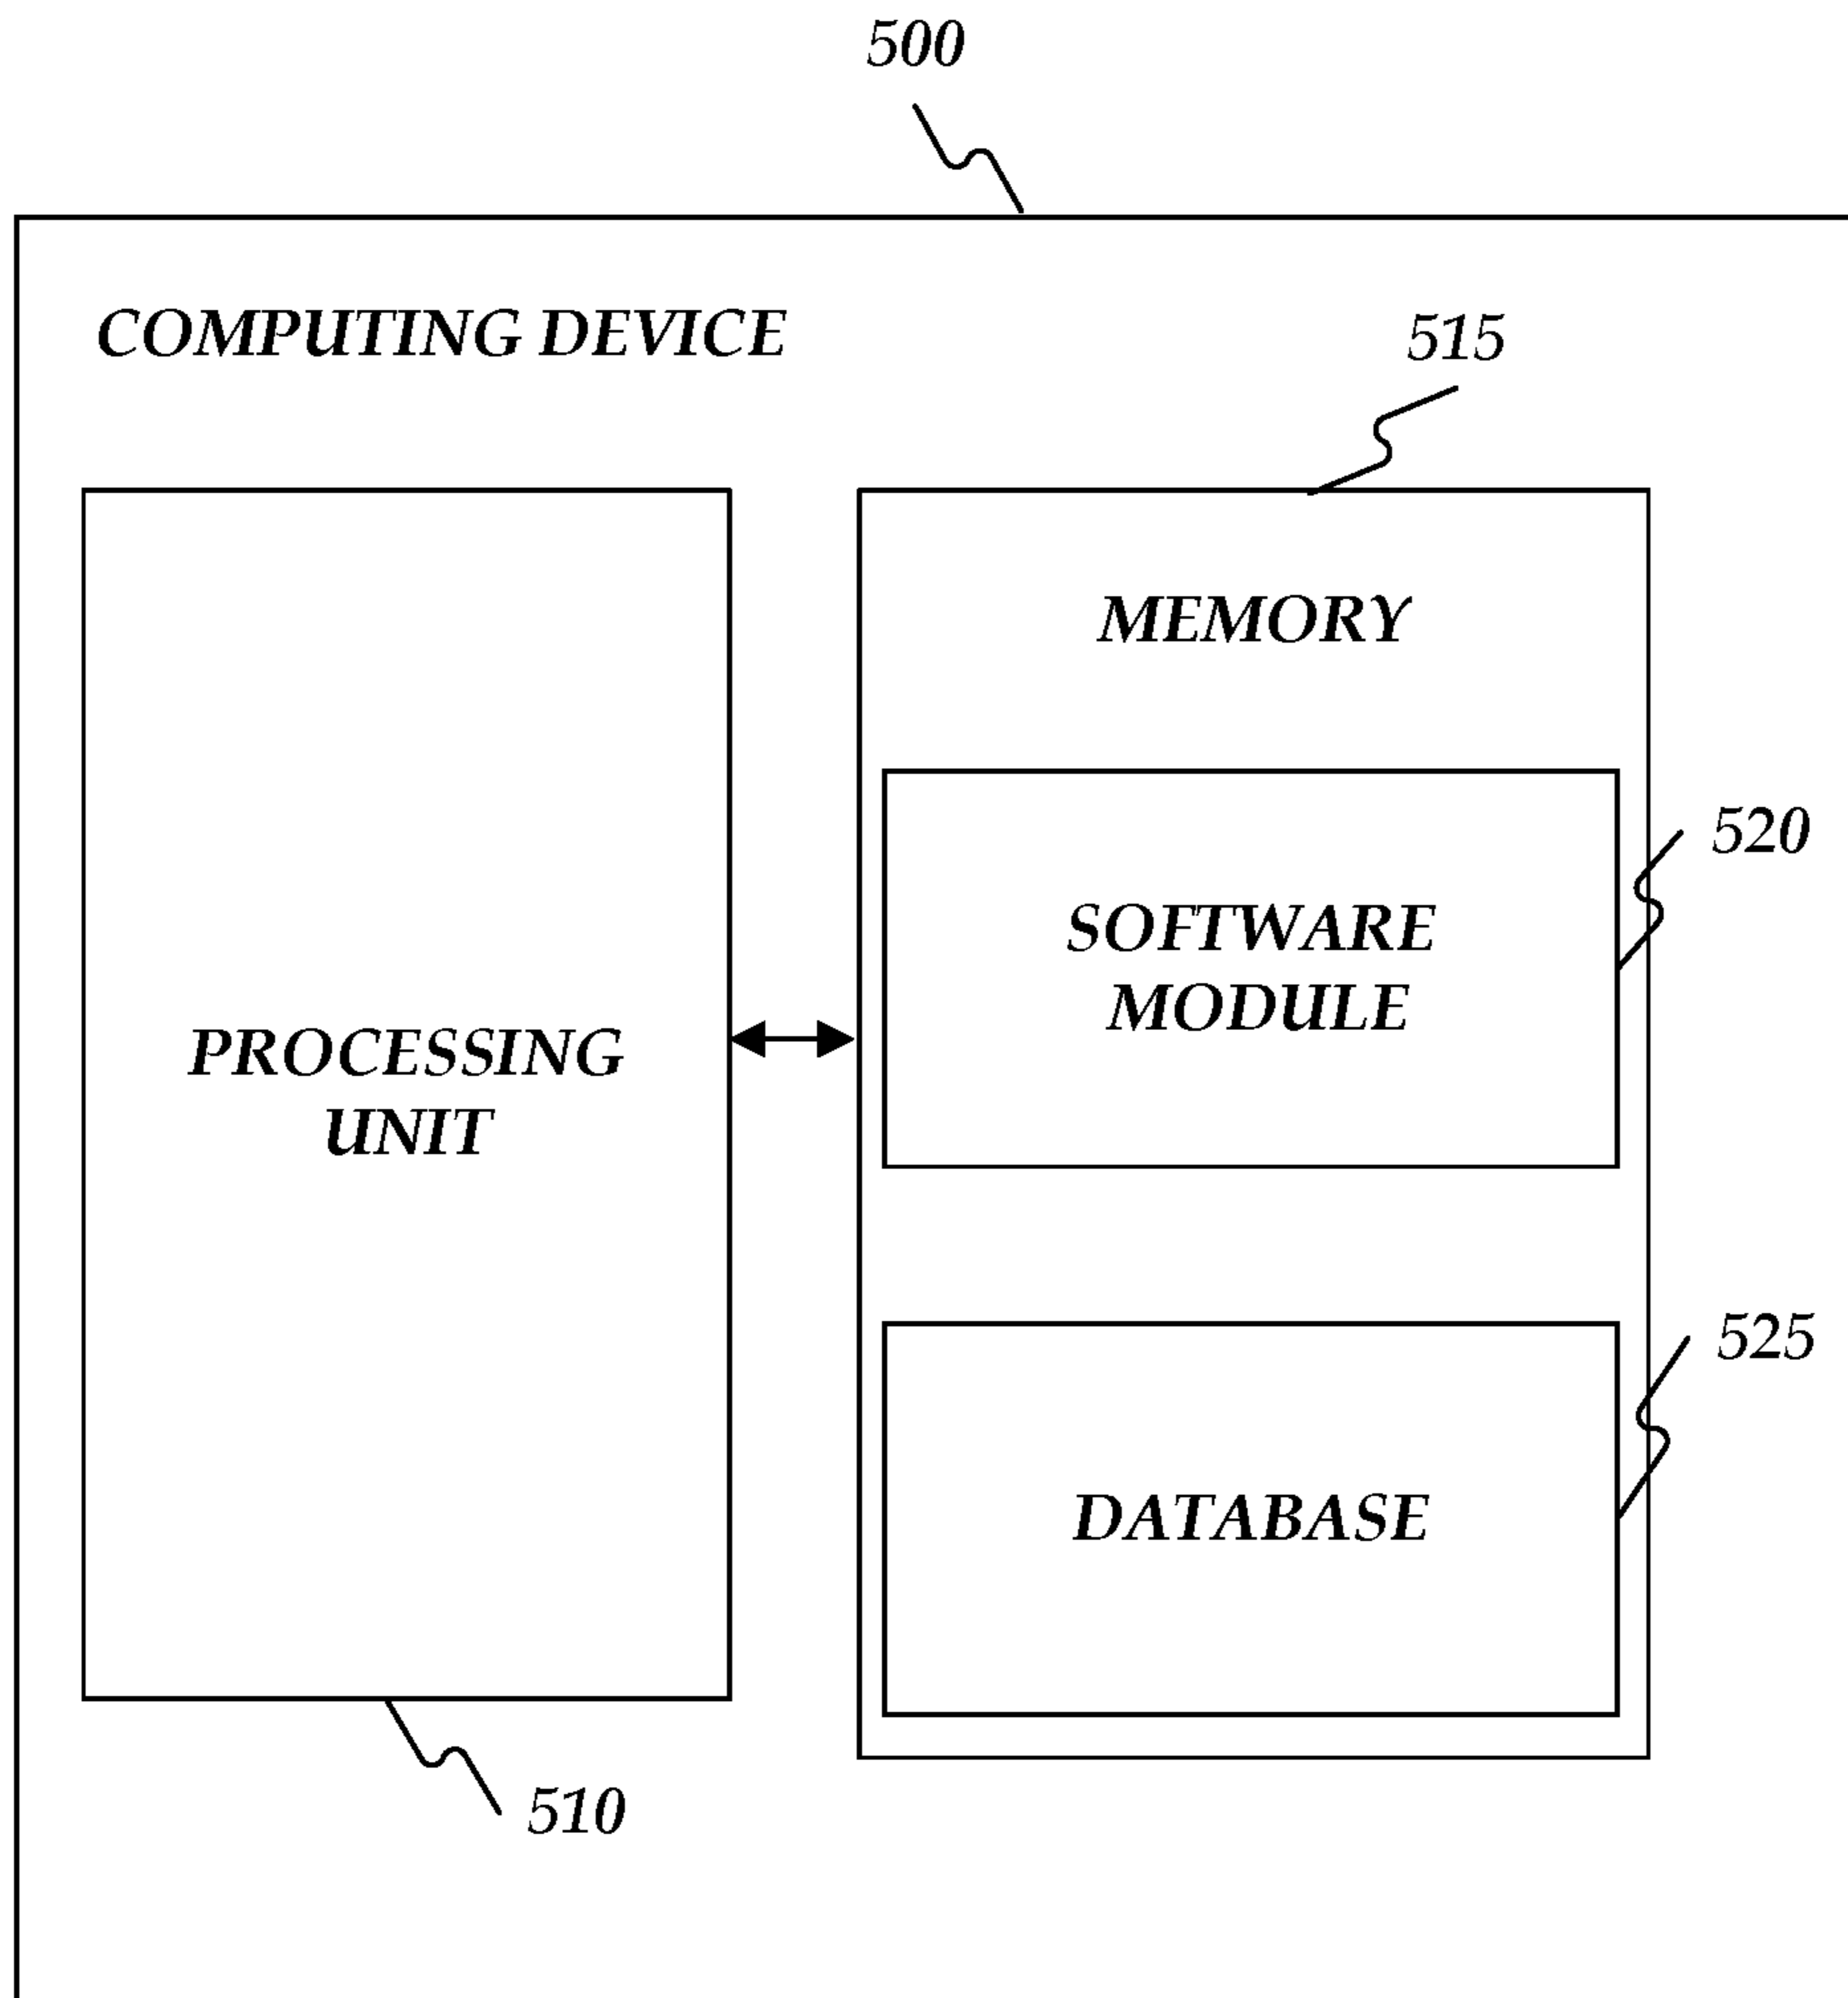 500
COMPUTING DEVICE
515
MEMORY
520
SOFTWARE
MODULE
PROCESSING
UNIT
525
DATABASE
510